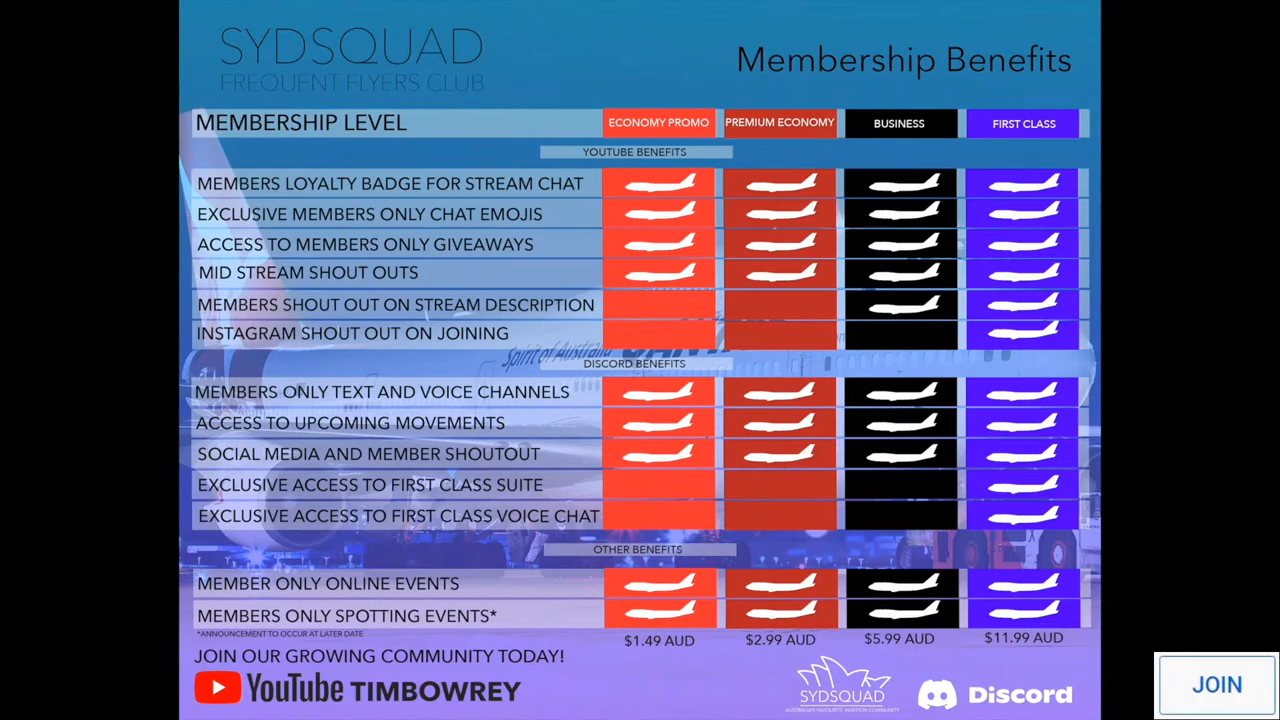 SYDSQUAD
FREQUENT FLYERS CLUB
Membership Benefits
MEMBERSHIP LEVEL ECONOMY PROMO PREMIUM ECONOMY BUSINESS FIRST CLASS
YOUTUBE BENEFITS
MEMBERS LOYALTY BADGE FOR STREAM CHAT
EXCLUSIVE MEMBERS ONLY CHAT EMOJIS
ACCESS TO MEMBERS ONLY GIVEAWAYS
MID STREAM SHOUT OUTS
MEMBERS SHOUT OUT ON STREAM DESCRIPTION
INSTAGRAM SHOUT OUT ON JOINING
Spirit of Australia
DISCORD BENEFITS
MEMBERS ONLY TEXT AND VOICE CHANNELS
ACCESS TO UPCOMING MOVEMENTS
SOCIAL MEDIA AND MEMBER SHOUTOUT
EXCLUSIVE ACCESS TO FIRST CLASS SUITE
EXCLUSIVE ACCESS TO FIRST CLASS VOICE CHAT
OTHER BENEFITS
MEMBER ONLY ONLINE EVENTS
MEMBERS ONLY SPOTTING EVENTS*
*ANNOUNCEMENT TO OCCUR AT LATER DATE
$1.49 AUD $2.99 AUD $5.99 AUD $11.99 AUD
JOIN OUR GROWING COMMUNITY TODAY!
YouTube TIMBOWREY
SYDSQUAD
AUSTRALIA'S FAVOURITE AVIATION COMMUNITY
Discord
JOIN